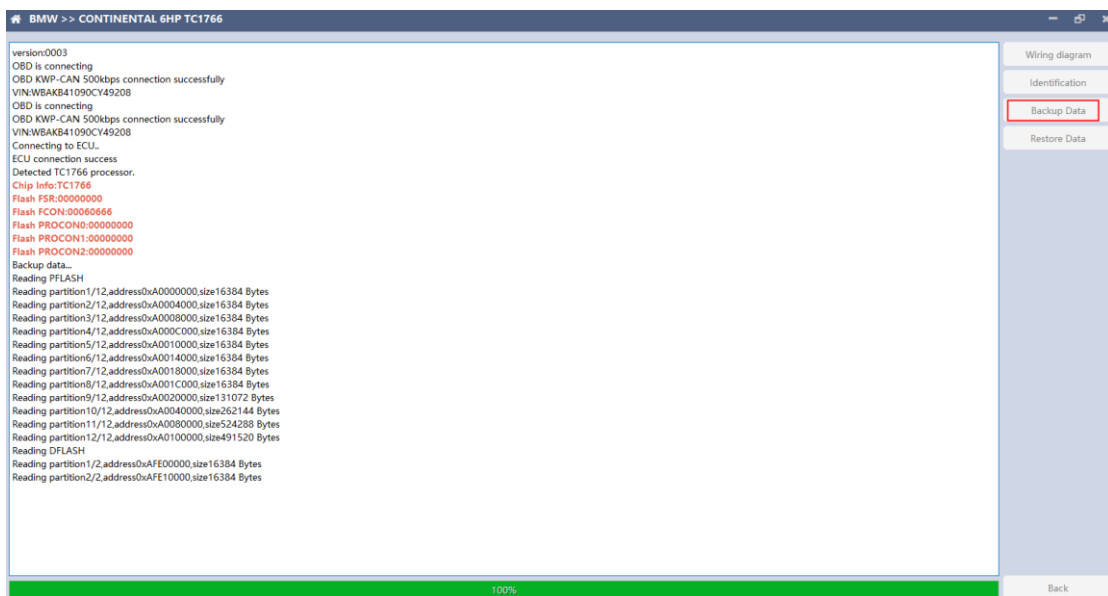 BMW >> CONTINENTAL 6HP TC1766
version:0003
OBD is connecting
OBD KWP-CAN 500kbps connection successfully
VIN:WBAKB41090CY49208
OBD is connecting
OBD KWP-CAN 500kbps connection successfully
VIN:WBAKB41090CY49208
Connecting to ECU..
ECU connection success
Detected TC1766 processor.
Chip Info:TC1766
Flash FSR:00000000
Flash FCON:00060666
Flash PROCON0:00000000
Flash PROCON1:00000000
Flash PROCON2:00000000
Backup data...
Reading PFLASH
Reading partition1/12,address0xA0000000,size16384 Bytes
Reading partition2/12,address0xA0004000,size16384 Bytes
Reading partition3/12,address0xA0008000,size16384 Bytes
Reading partition4/12,address0xA000C000,size16384 Bytes
Reading partition5/12,address0xA0010000,size16384 Bytes
Reading partition6/12,address0xA0014000,size16384 Bytes
Reading partition7/12,address0xA0018000,size16384 Bytes
Reading partition8/12,address0xA001C000,size16384 Bytes
Reading partition9/12,address0xA0020000,size131072 Bytes
Reading partition10/12,address0xA0040000,size262144 Bytes
Reading partition11/12,address0xA0080000,size524288 Bytes
Reading partition12/12,address0xA0100000,size491520 Bytes
Reading DFLASH
Reading partition1/2,address0xAFE00000,size16384 Bytes
Reading partition2/2,address0xAFE10000,size16384 Bytes
100%
Wiring diagram
Identification
Backup Data
Restore Data
Back